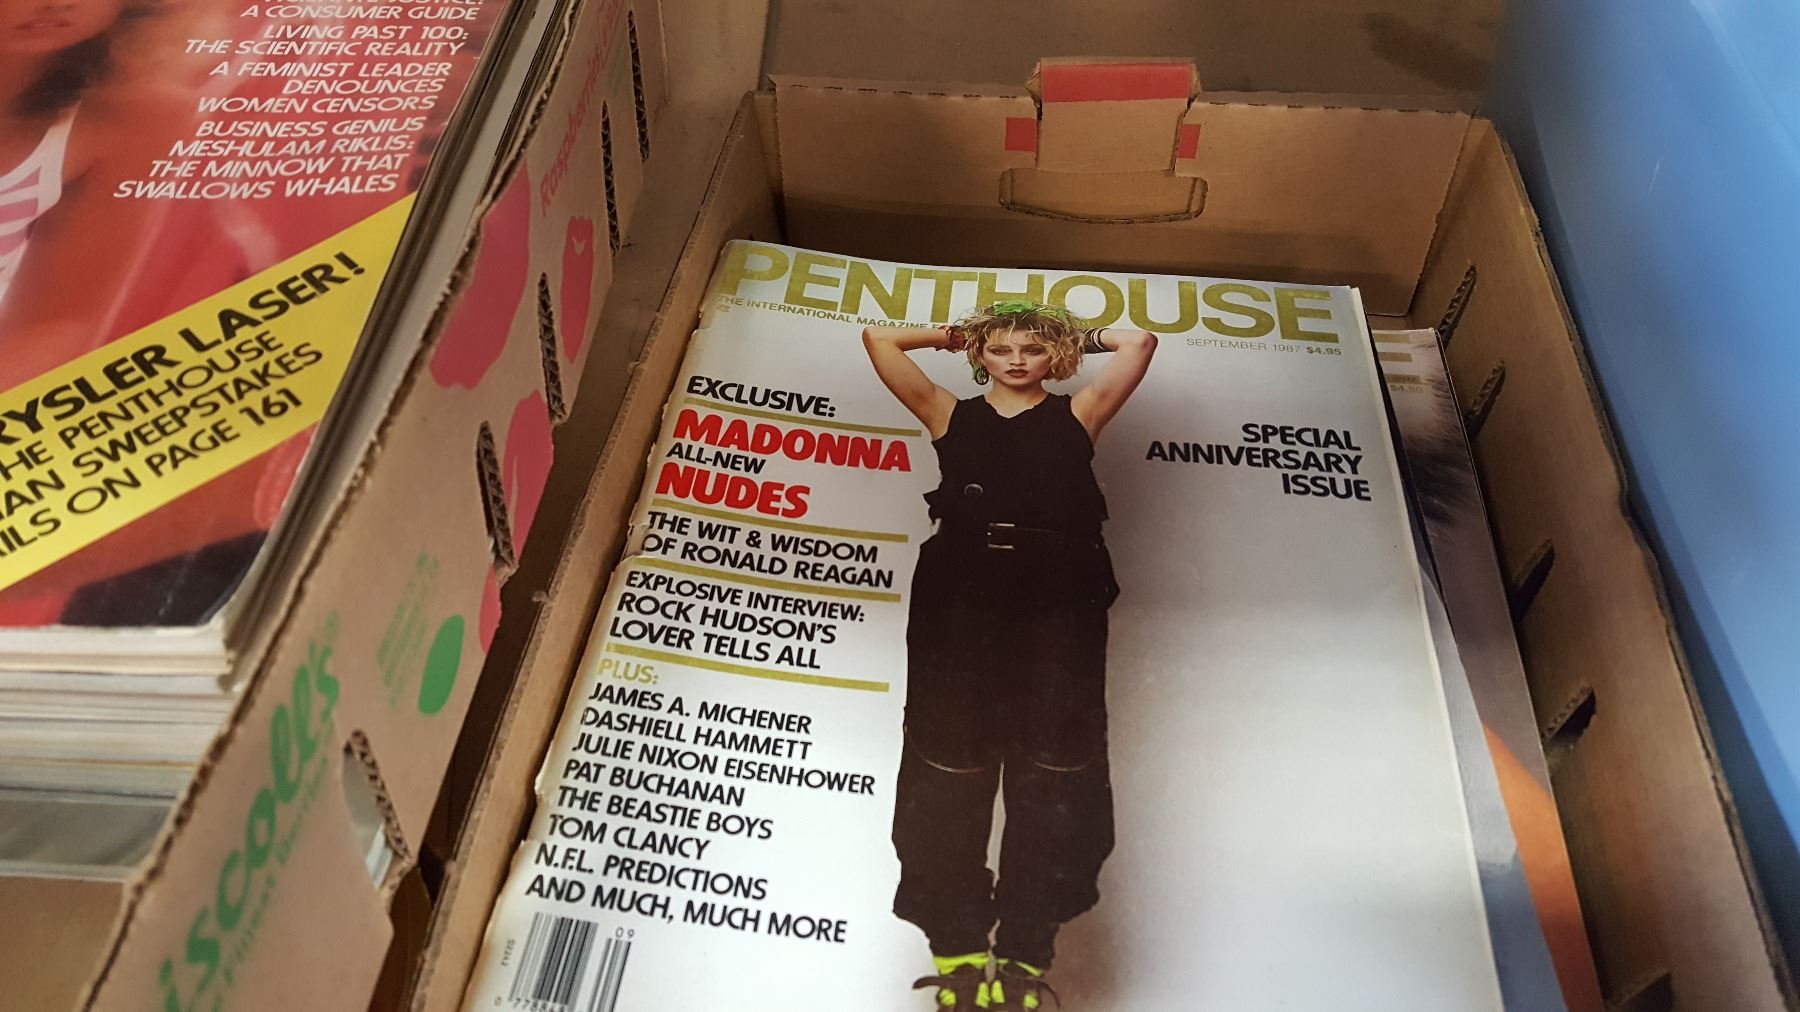 A CONSUMER GUIDE
LIVING PAST 100:
THE SCIENTIFIC REALITY
A FEMINIST LEADER
DENOUNCES
WOMEN CENSORS
BUSINESS GENIUS
MESHULAM RIKLIS:
THE MINNOW THAT
SWALLOWS WHALES
RYSLER LASER!
HE PENTHOUSE
AN SWEEPSTAKES
ILS ON PAGE 161
Raspberries
iscoll's
PENTHOUSE
THE INTERNATIONAL MAGAZINE
SEPTEMBER 1987 $4.95
EXCLUSIVE:
MADONNA
ALL-NEW
NUDES
THE WIT & WISDOM
OF RONALD REAGAN
EXPLOSIVE INTERVIEW:
ROCK HUDSON'S
LOVER TELLS ALL
PLUS:
JAMES A. MICHENER
DASHIELL HAMMETT
JULIE NIXON EISENHOWER
PAT BUCHANAN
THE BEASTIE BOYS
TOM CLANCY
N.F.L. PREDICTIONS
AND MUCH, MUCH MORE
09
SPECIAL
ANNIVERSARY
ISSUE
E